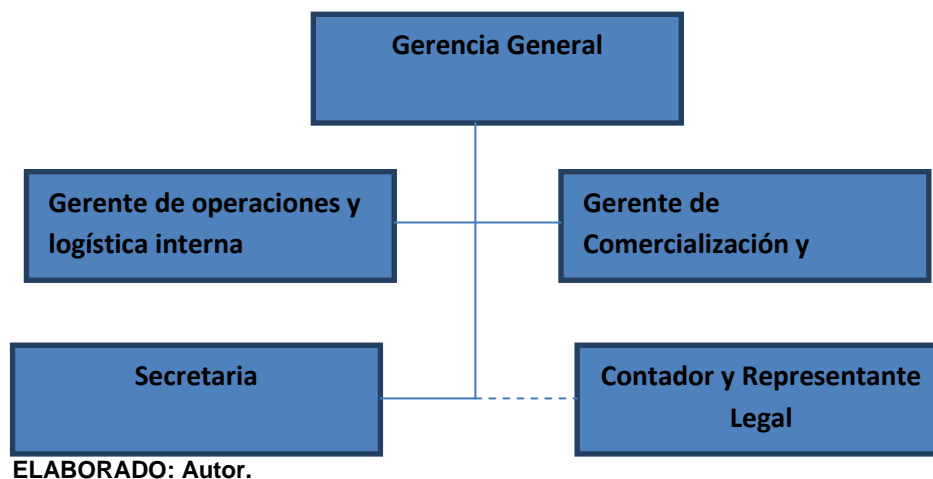 Gerencia General
Gerente de operaciones y
logística interna
Gerente de
Comercialización y
Secretaria
Contador y Representante
Legal
ELABORADO: Autor.